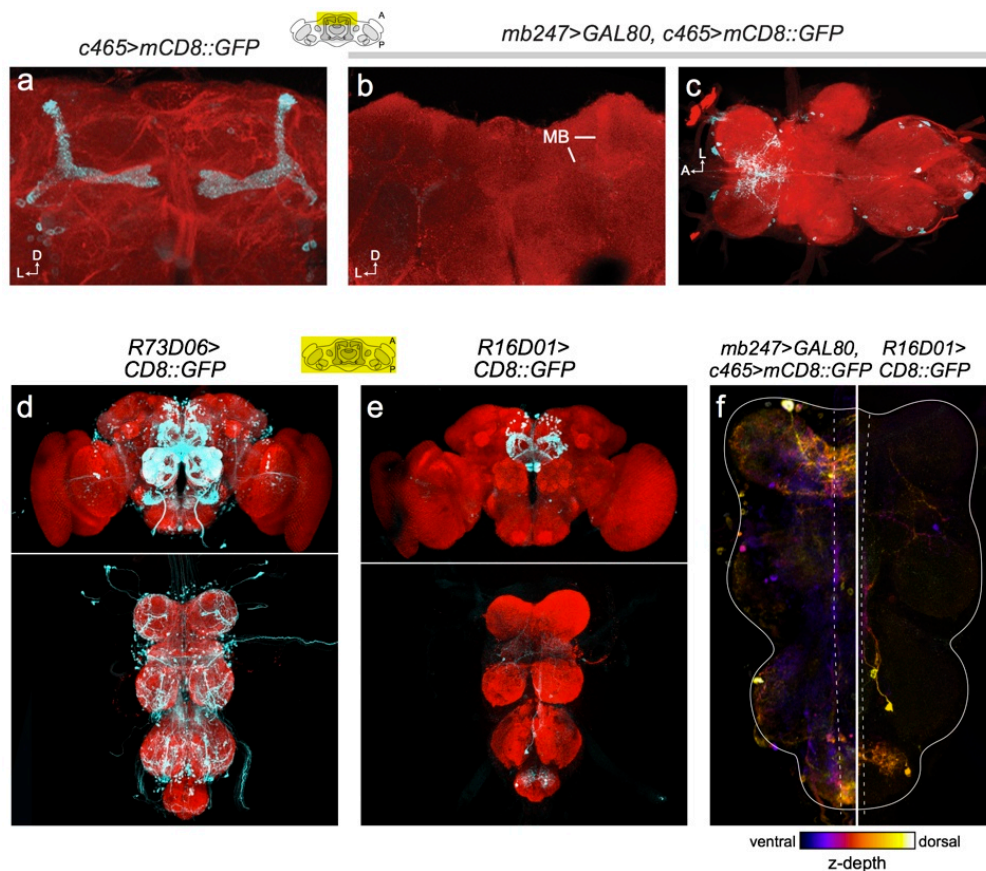 c465>mCD8::GFP
A
P
mb247>GAL80, c465>mCD8::GFP
a
D
L
b
MB
D
L
c
L
A
R73D06>
CD8::GFP
A
P
R16D01>
CD8::GFP
mb247>GAL80,
c465>mCD8::GFP
R16D01>
CD8::GFP
d
e
f
ventral
dorsal
z-depth